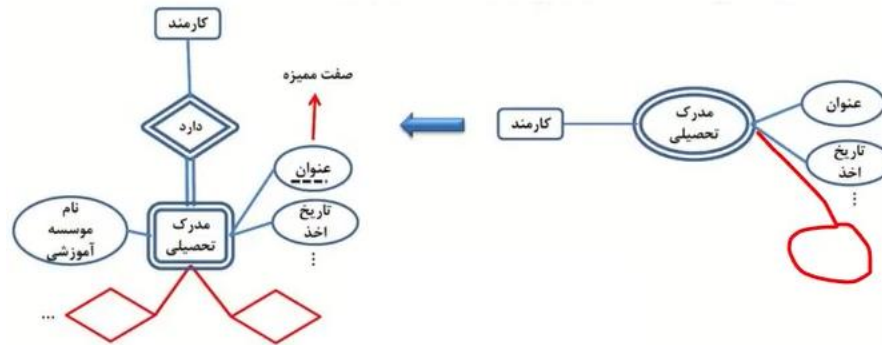 کارمند
صفت ممیزه
دارد
عنوان
نام
موسسه
آموزشی
مدرک
تحصیلی
تاریخ
اخذ
...
...
کارمند
مدرک
تحصیلی
عنوان
تاریخ
اخذ
...